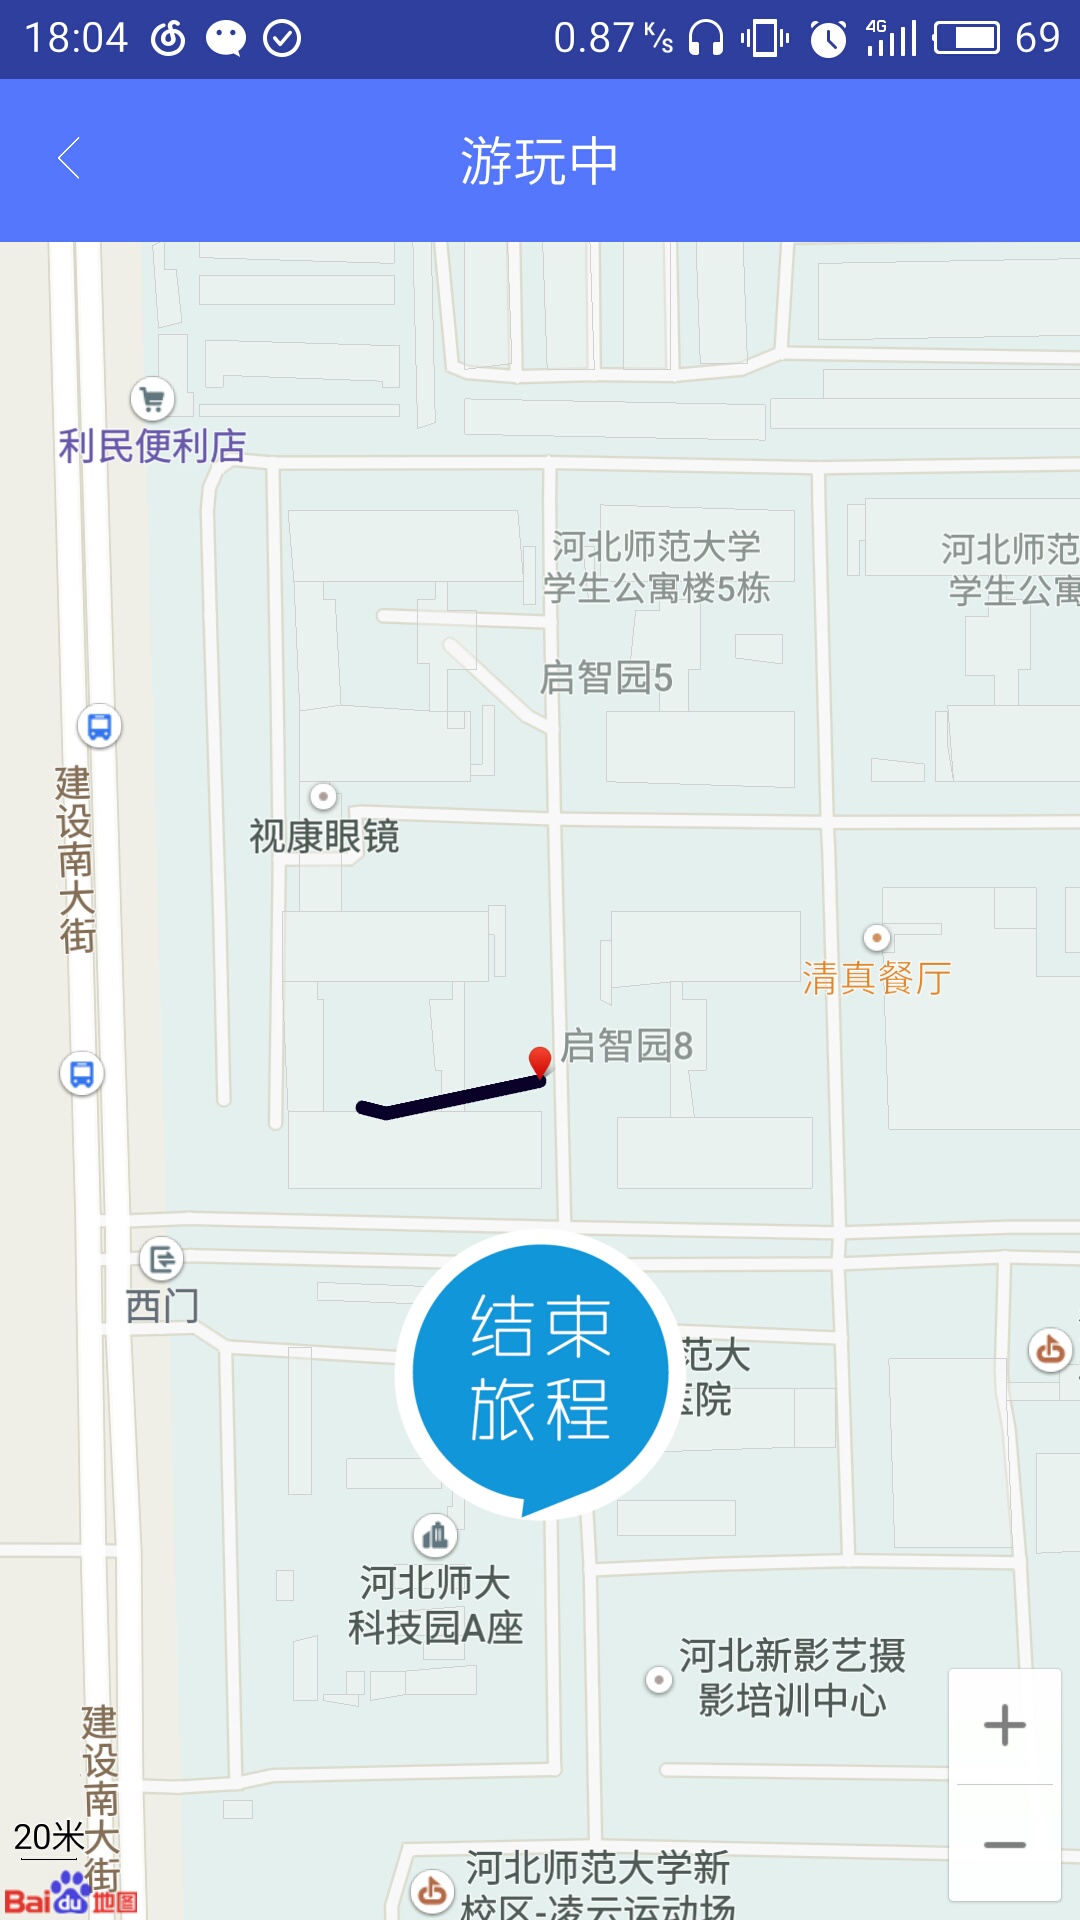 18:04
0.87 K/s
4G
69
游玩中
利民便利店
河北师范大学
学生公寓楼5栋
河北师范
学生公寓
启智园5
建设南大街
视康眼镜
清真餐厅
启智园8
西门
结束
旅程
范大
医院
河北师大
科技园A座
河北新影艺摄
影培训中心
建设南大街
20米
Bai du 地图
河北师范大学新
校区-凌云运动场